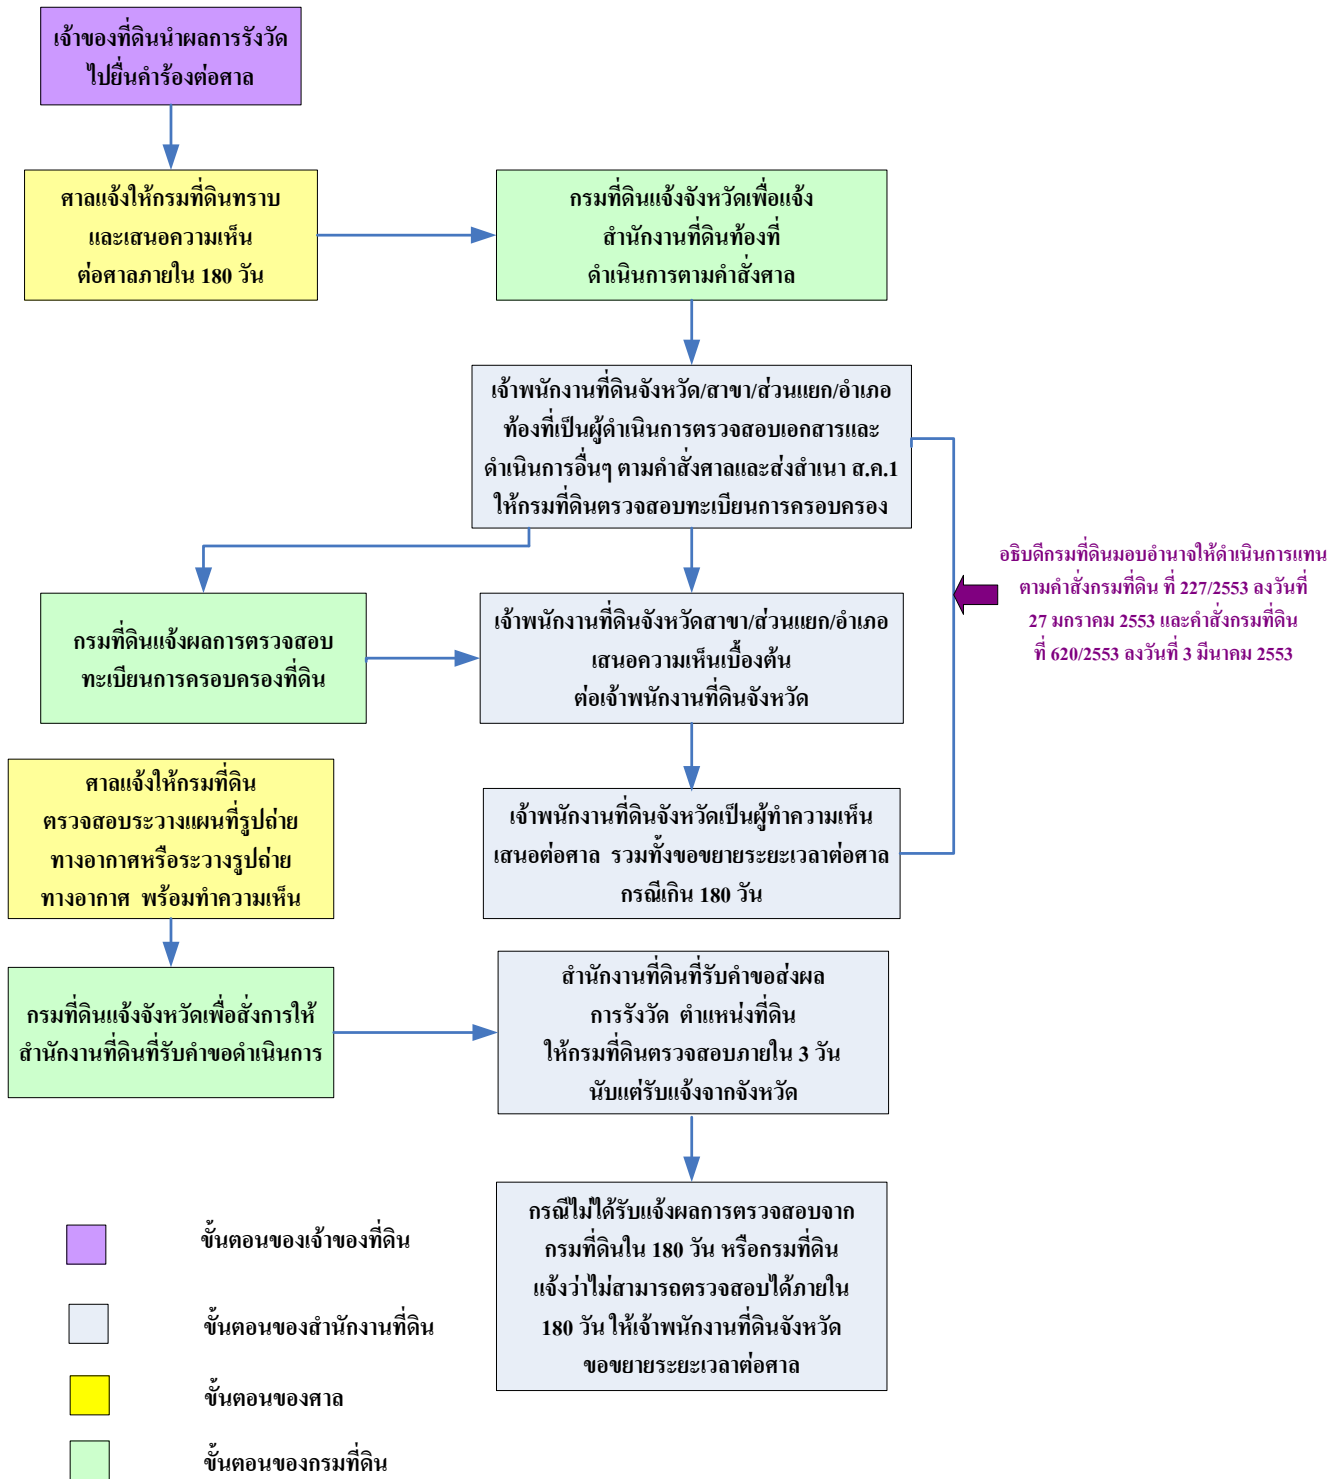 เจ้าของที่ดินนำผลการรังวัด
ไปยื่นคำร้องต่อศาล
ศาลแจ้งให้กรมที่ดินทราบ
และเสนอความเห็น
ต่อศาลภายใน 180 วัน
กรมที่ดินแจ้งจังหวัดเพื่อแจ้ง
สำนักงานที่ดินท้องที่
ดำเนินการตามคำสั่งศาล
เจ้าพนักงานที่ดินจังหวัด/สาขา/ส่วนแยก/อำเภอ
ท้องที่เป็นผู้ดำเนินการตรวจสอบเอกสารและ
ดำเนินการอื่นๆ ตามคำสั่งศาลและส่งสำเนา ส.ค.1
ให้กรมที่ดินตรวจสอบทะเบียนการครอบครอง
อธิบดีกรมที่ดินมอบอำนาจให้ดำเนินการแทน
ตามคำสั่งกรมที่ดิน ที่ 227/2553 ลงวันที่
27 มกราคม 2553 และคำสั่งกรมที่ดิน
ที่ 620/2553 ลงวันที่ 3 มีนาคม 2553
กรมที่ดินแจ้งผลการตรวจสอบ
ทะเบียนการครอบครองที่ดิน
เจ้าพนักงานที่ดินจังหวัดสาขา/ส่วนแยก/อำเภอ
เสนอความเห็นเบื้องต้น
ต่อเจ้าพนักงานที่ดินจังหวัด
ศาลแจ้งให้กรมที่ดิน
ตรวจสอบระวางแผนที่รูปถ่าย
ทางอากาศหรือระวางรูปถ่าย
ทางอากาศ พร้อมทำความเห็น
เจ้าพนักงานที่ดินจังหวัดเป็นผู้ทำความเห็น
เสนอต่อศาล รวมทั้งขอขยายระยะเวลาต่อศาล
กรณีเกิน 180 วัน
กรมที่ดินแจ้งจังหวัดเพื่อสั่งการให้
สำนักงานที่ดินที่รับคำขอดำเนินการ
สำนักงานที่ดินที่รับคำขอส่งผล
การรังวัด ตำแหน่งที่ดิน
ให้กรมที่ดินตรวจสอบภายใน 3 วัน
นับแต่รับแจ้งจากจังหวัด
กรณีไม่ได้รับแจ้งผลการตรวจสอบจาก
กรมที่ดินใน 180 วัน หรือกรมที่ดิน
แจ้งว่าไม่สามารถตรวจสอบได้ภายใน
180 วัน ให้เจ้าพนักงานที่ดินจังหวัด
ขอขยายระยะเวลาต่อศาล
ขั้นตอนของเจ้าของที่ดิน
ขั้นตอนของสำนักงานที่ดิน
ขั้นตอนของศาล
ขั้นตอนของกรมที่ดิน